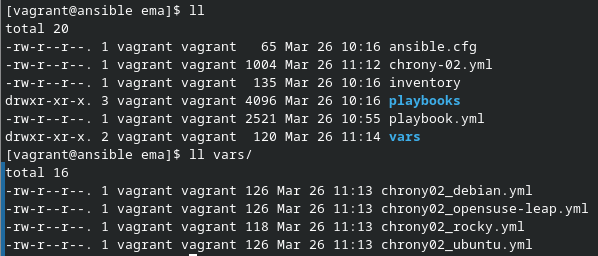 [vagrant@ansible ema]$ ll
total 20
-rw-r--r--. 1 vagrant vagrant   65 Mar 26 10:16 ansible.cfg
-rw-r--r--. 1 vagrant vagrant 1004 Mar 26 11:12 chrony-02.yml
-rw-r--r--. 1 vagrant vagrant  135 Mar 26 10:16 inventory
drwxr-xr-x. 3 vagrant vagrant 4096 Mar 26 10:16 playbooks
-rw-r--r--. 1 vagrant vagrant 2521 Mar 26 10:55 playbook.yml
drwxr-xr-x. 2 vagrant vagrant  120 Mar 26 11:14 vars
[vagrant@ansible ema]$ ll vars/
total 16
-rw-r--r--. 1 vagrant vagrant 126 Mar 26 11:13 chrony02_debian.yml
-rw-r--r--. 1 vagrant vagrant 126 Mar 26 11:13 chrony02_opensuse-leap.yml
-rw-r--r--. 1 vagrant vagrant 118 Mar 26 11:13 chrony02_rocky.yml
-rw-r--r--. 1 vagrant vagrant 126 Mar 26 11:13 chrony02_ubuntu.yml